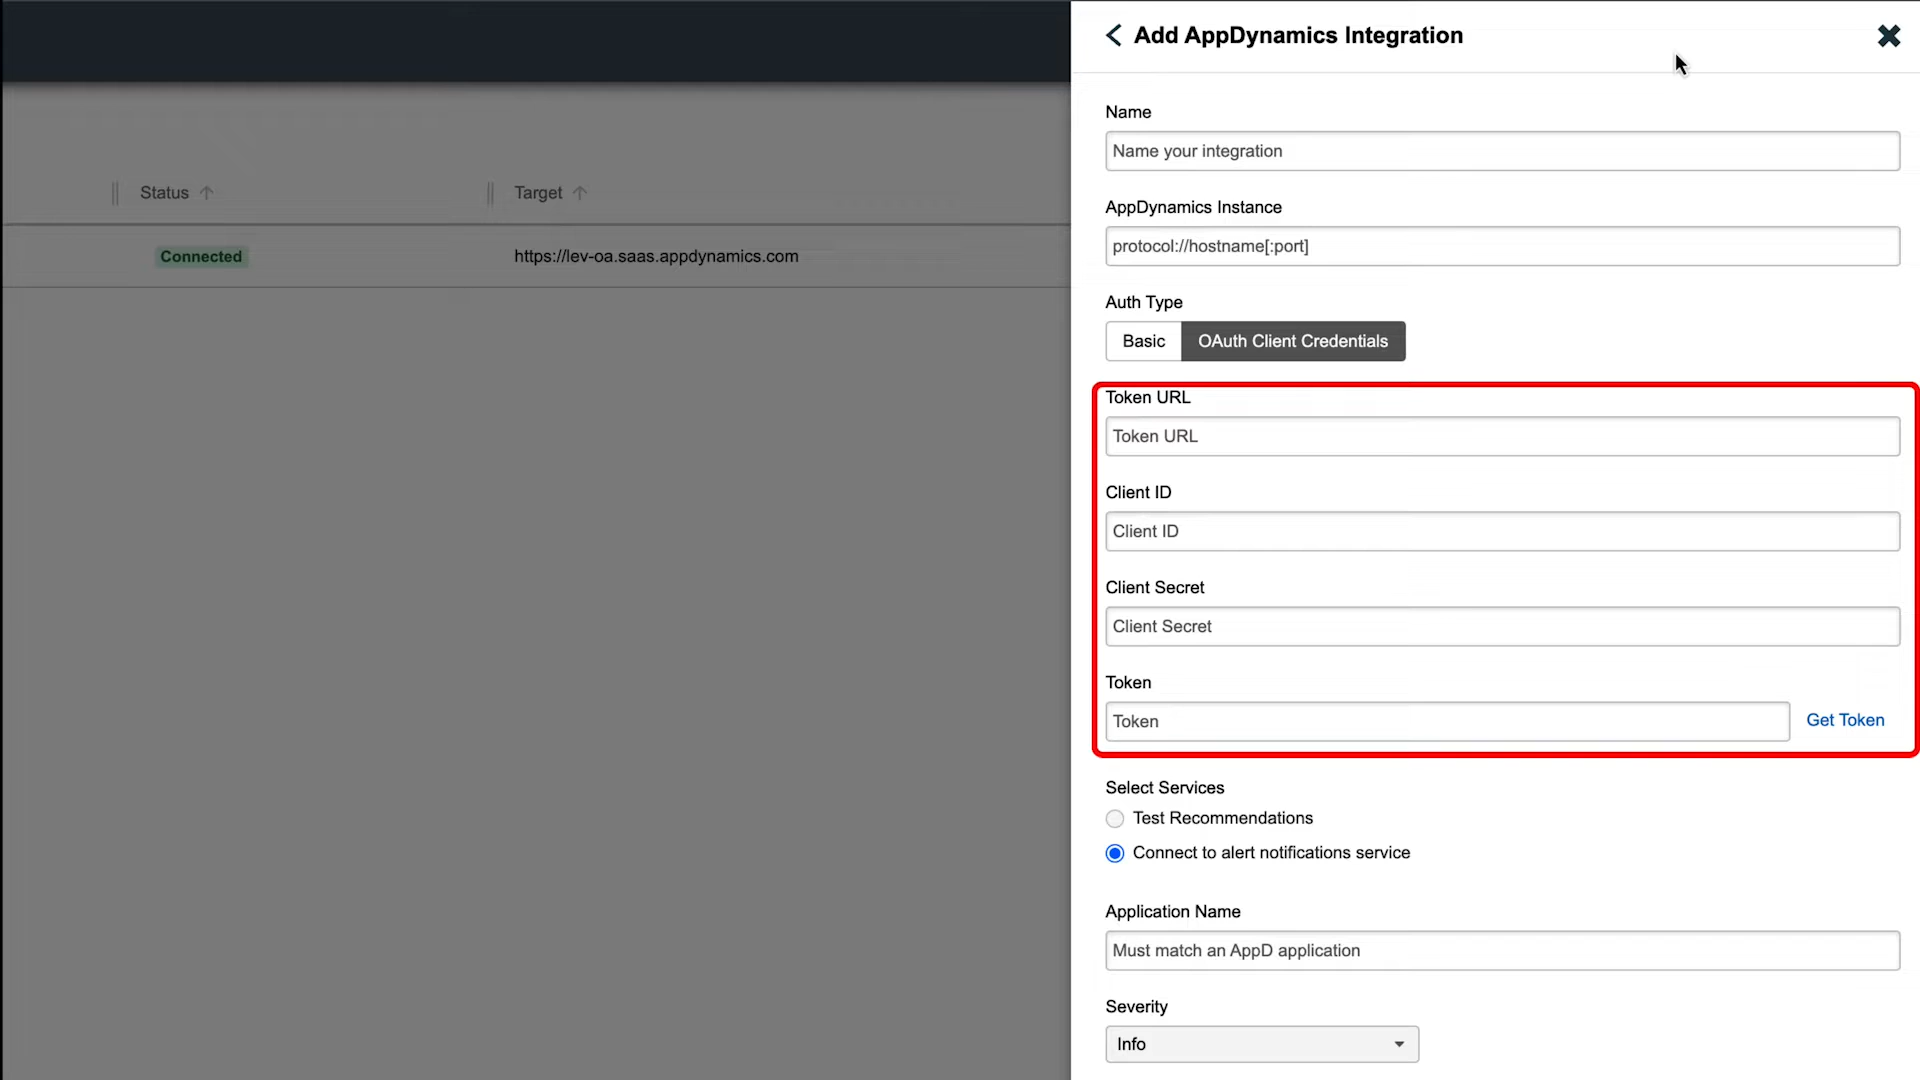 Add AppDynamics Integration
Name
Name your integration
AppDynamics Instance
protocol://hostname[:port]
Status
Target
Connected
https://lev-oa.saas.appdynamics.com
Auth Type
Basic
OAuth Client Credentials
Token URL
Token URL
Client ID
Client ID
Client Secret
Client Secret
Token
Token
Get Token
Select Services
Test Recommendations
Connect to alert notifications service
Application Name
Must match an AppD application
Severity
Info